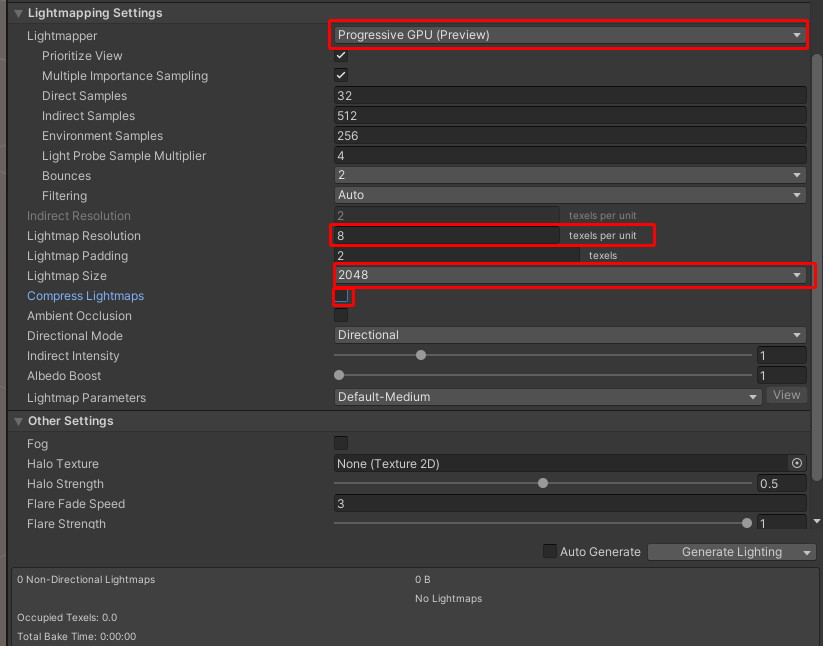 Lightmapping Settings
Lightmapper Progressive GPU (Preview)
Prioritize View
Multiple Importance Sampling
Direct Samples 32
Indirect Samples 512
Environment Samples 256
Light Probe Sample Multiplier 4
Bounces 2
Filtering Auto
Indirect Resolution 2 texels per unit
Lightmap Resolution 8 texels per unit
Lightmap Padding 2 texels
Lightmap Size 2048
Compress Lightmaps
Ambient Occlusion
Directional Mode Directional
Indirect Intensity 1
Albedo Boost 1
Lightmap Parameters Default-Medium View
Other Settings
Fog
Halo Texture None (Texture 2D)
Halo Strength 0.5
Flare Fade Speed 3
Flare Strength 1
Auto Generate Generate Lighting
0 Non-Directional Lightmaps 0 B
No Lightmaps
Occupied Texels: 0.0
Total Bake Time: 0:00:00